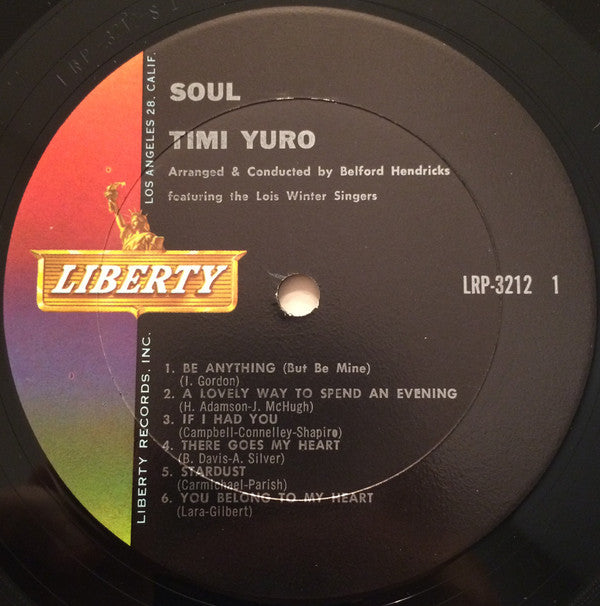 SOUL
TIMI YURO
Arranged & Conducted by Belford Hendricks
featuring the Lois Winter Singers
LOS ANGELES 28, CALIF.
LIBERTY
LRP-3212 1
LIBERTY RECORDS, INC.
1. BE ANYTHING (But Be Mine)
(I. Gordon)
2. A LOVELY WAY TO SPEND AN EVENING
(H. Adamson-J. McHugh)
3. IF I HAD YOU
(Campbell-Connelley-Shapiro)
4. THERE GOES MY HEART
(B. Davis-A. Silver)
5. STARDUST
(Carmichael-Parish)
6. YOU BELONG TO MY HEART
(Lara-Gilbert)